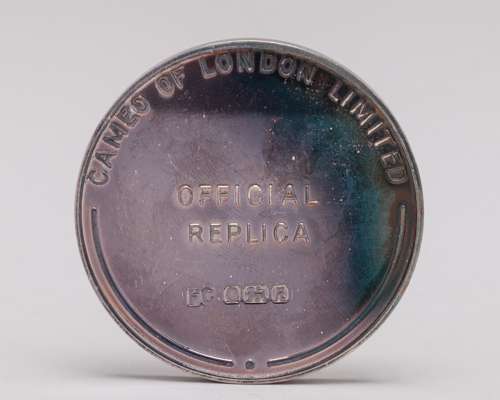 CAMEO OF LONDON LIMITED
OFFICIAL
REPLICA